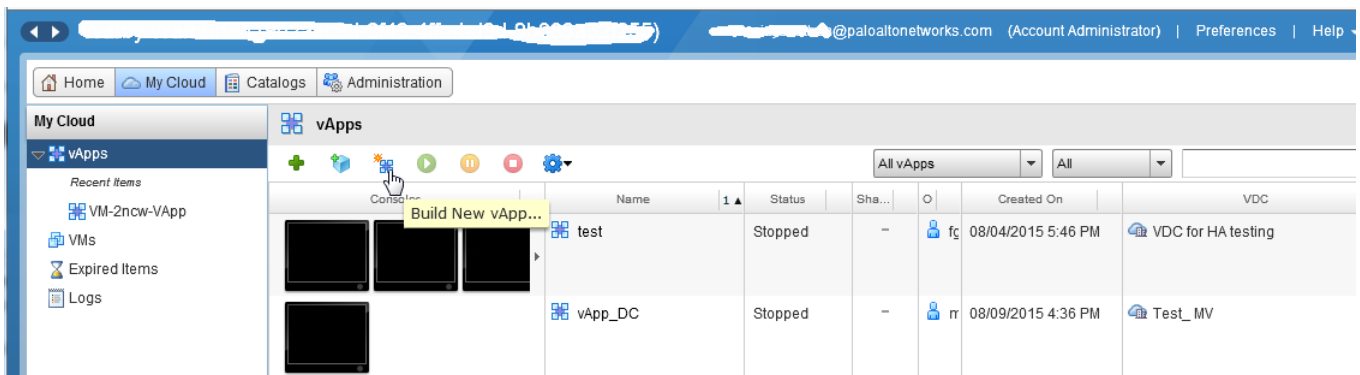 @paloaltonetworks.com (Account Administrator) | Preferences | Help
Home My Cloud Catalogs Administration
My Cloud
vApps
vApps
Recent Items
VM-2ncw-VApp
VMs
Expired Items
Logs
All vApps All
Name 1 Status Sha... O Created On VDC
Build New vApp...
test Stopped - fg 08/04/2015 5:46 PM VDC for HA testing
vApp_DC Stopped - 08/09/2015 4:36 PM Test_ MV